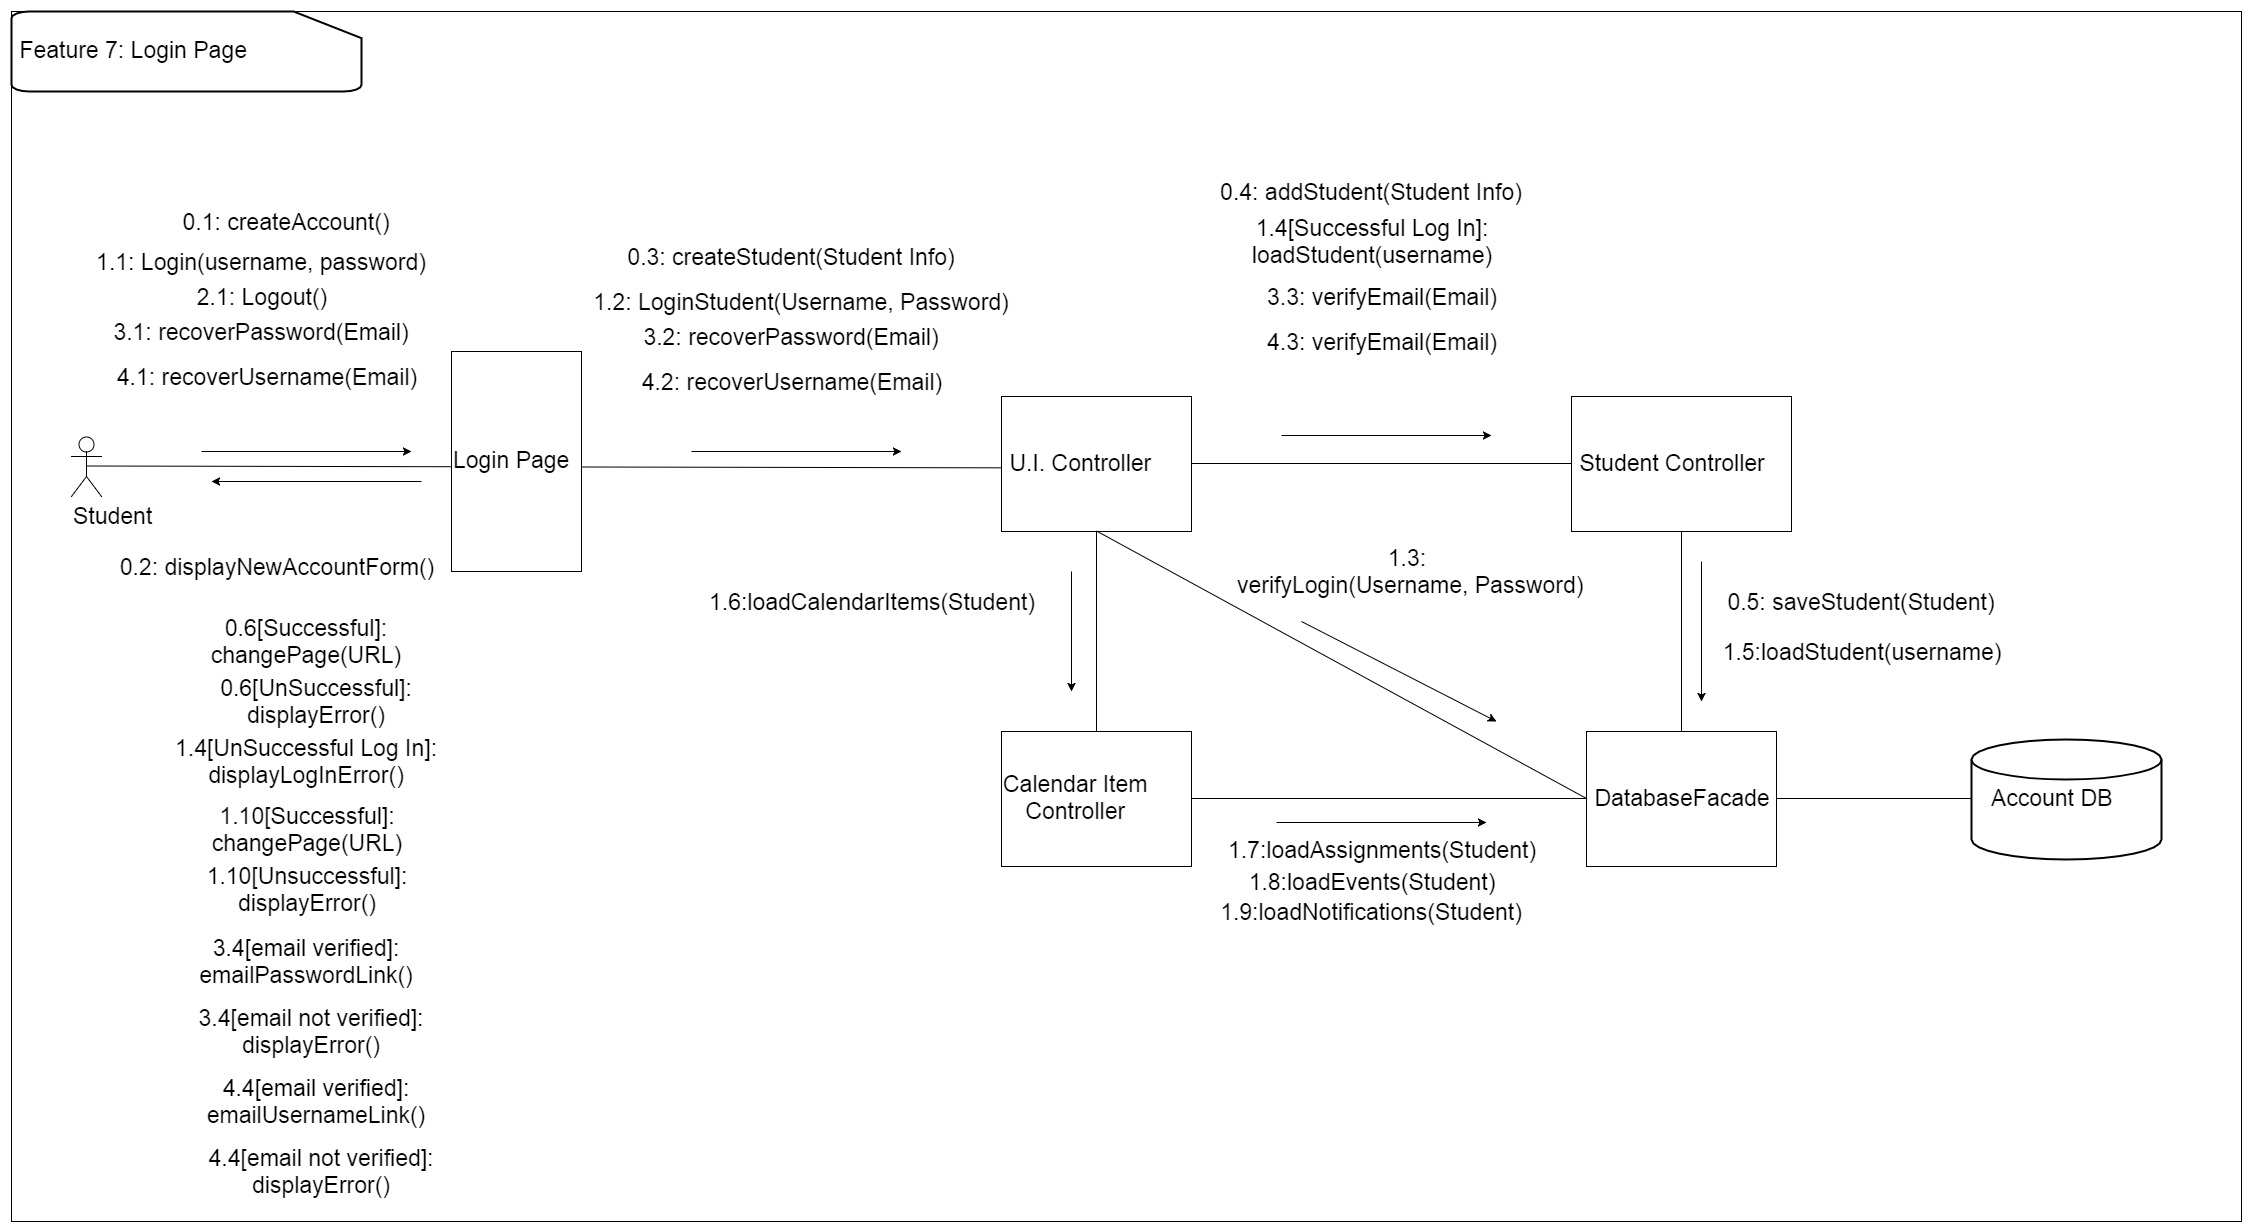 Feature 7: Login Page
0.1: createAccount()
1.1: Login(username, password)
2.1: Logout()
3.1: recoverPassword(Email)
4.1: recoverUsername(Email)
0.3: createStudent(Student Info)
1.2: LoginStudent(Username, Password)
3.2: recoverPassword(Email)
4.2: recoverUsername(Email)
0.4: addStudent(Student Info)
1.4[Successful Log In]:
loadStudent(username)
3.3: verifyEmail(Email)
4.3: verifyEmail(Email)
Student
Login Page
U.I. Controller
Student Controller
0.2: displayNewAccountForm()
0.6[Successful]:
changePage(URL)
0.6[UnSuccessful]:
displayError()
1.4[UnSuccessful Log In]:
displayLogInError()
1.10[Successful]:
changePage(URL)
1.10[Unsuccessful]:
displayError()
3.4[email verified]:
emailPasswordLink()
3.4[email not verified]:
displayError()
4.4[email verified]:
emailUsernameLink()
4.4[email not verified]:
displayError()
1.6:loadCalendarItems(Student)
1.3:
verifyLogin(Username, Password)
0.5: saveStudent(Student)
1.5:loadStudent(username)
Calendar Item
Controller
DatabaseFacade
Account DB
1.7:loadAssignments(Student)
1.8:loadEvents(Student)
1.9:loadNotifications(Student)